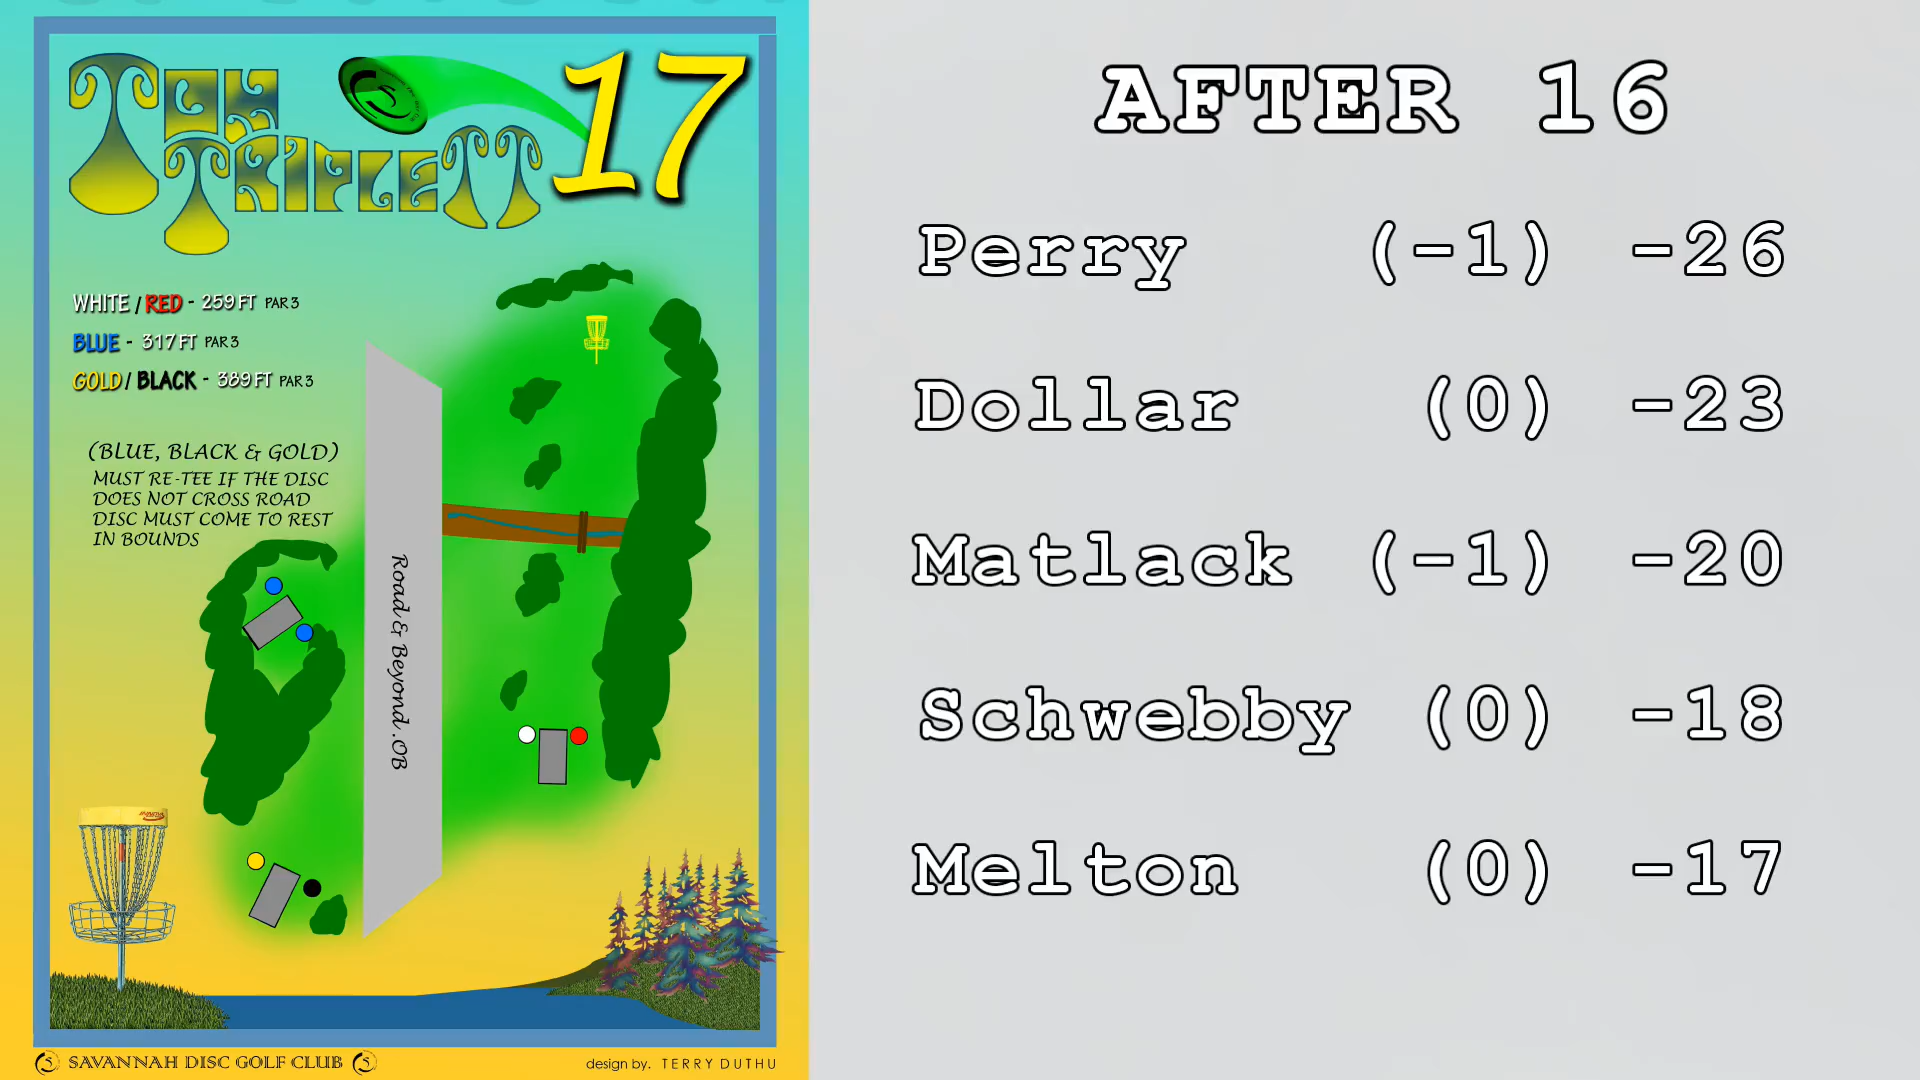 TOM
TRIPLETT
17
WHITE / RED - 259 FT PAR 3
BLUE - 317 FT PAR 3
GOLD / BLACK - 389 FT PAR 3
(BLUE, BLACK & GOLD)
MUST RE-TEE IF THE DISC
DOES NOT CROSS ROAD
DISC MUST COME TO REST
IN BOUNDS
Road & Beyond .OB
SAVANNAH DISC GOLF CLUB
design by. TERRY DUTHU
AFTER 16
Perry (-1) -26
Dollar (0) -23
Matlack (-1) -20
Schwebby (0) -18
Melton (0) -17